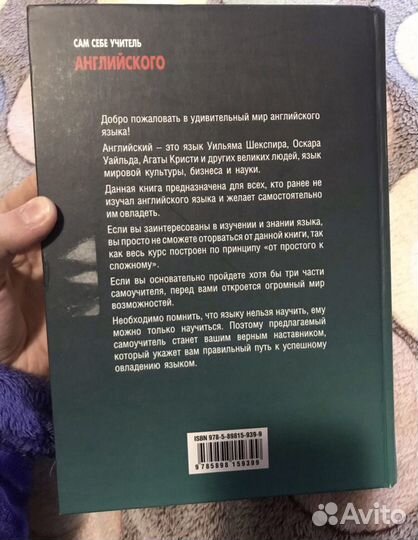 САМ СЕБЕ УЧИТЕЛЬ
АНГЛИЙСКОГО
Добро пожаловать в удивительный мир английского
языка!
Английский – это язык Уильяма Шекспира, Оскара
Уайльда, Агаты Кристи и других великих людей, язык
мировой культуры, бизнеса и науки.
Данная книга предназначена для всех, кто ранее не
изучал английского языка и желает самостоятельно
им овладеть.
Если вы заинтересованы в изучении и знании языка,
вы просто не сможете оторваться от данной книги, так
как весь курс построен по принципу «от простого к
сложному».
Если вы основательно пройдете хотя бы три части
самоучителя, перед вами откроется огромный мир
возможностей.
Необходимо помнить, что языку нельзя научить, ему
можно только научиться. Поэтому предлагаемый
самоучитель станет вашим верным наставником,
который укажет вам правильный путь к успешному
овладению языком.
ISBN 978-5-89815-939-9
9785898159399
Avito